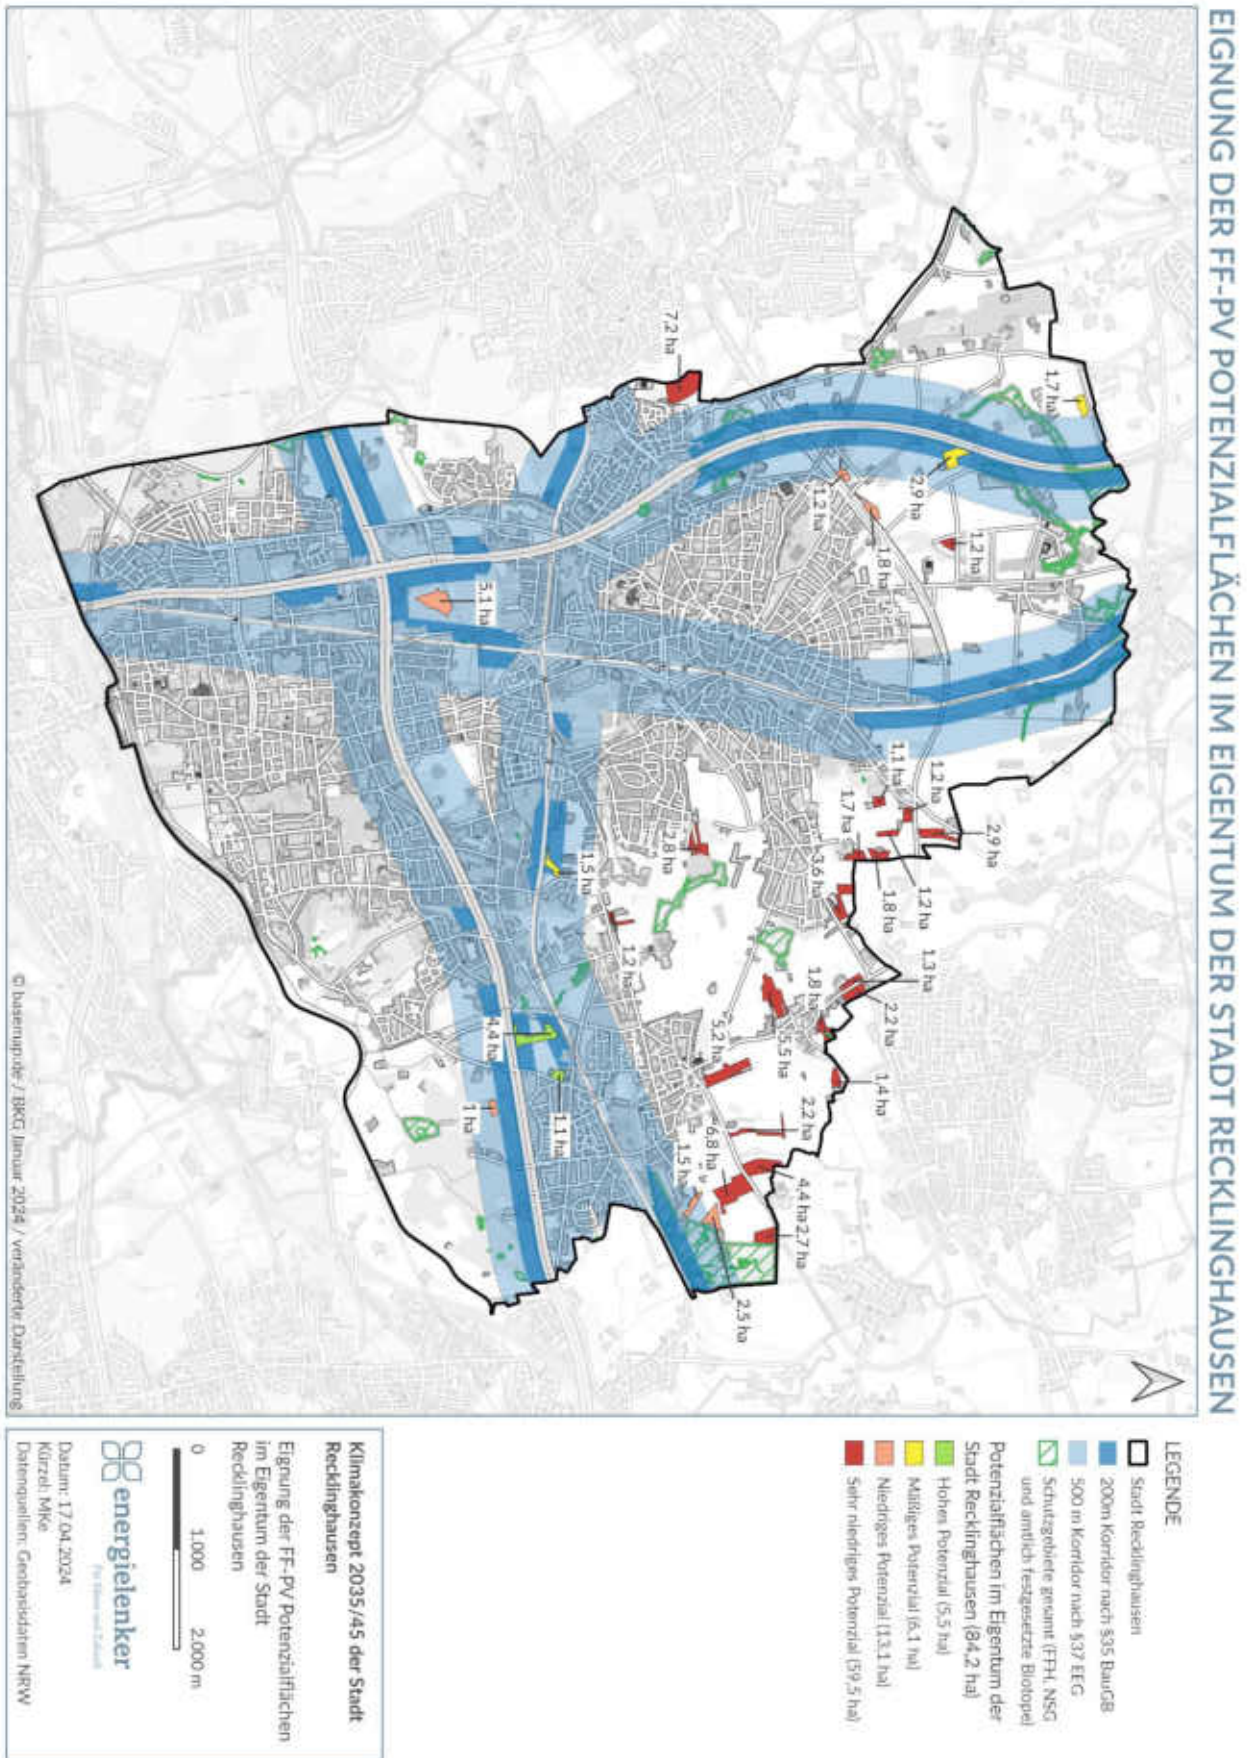 EIGNUNG DER FF-PV POTENZIALFLÄCHEN IM EIGENTUM DER STADT RECKLINGHAUSEN
7,2 ha
1,7 ha
2,9 ha
1,2 ha
1,8 ha
1,2 ha
5,1 ha
1,1 ha
1,2 ha
2,9 ha
1,7 ha
1,2 ha
1,8 ha
3,6 ha
2,8 ha
1,5 ha
1,2 ha
1,3 ha
2,2 ha
1,8 ha
5,5 ha
1,4 ha
5,2 ha
2,2 ha
6,8 ha
1,5 ha
4,4 ha
2,7 ha
2,5 ha
4,4 ha
1,1 ha
1 ha
© basemap.de / BKG Januar 2024 / veränderte Darstellung
LEGENDE
Stadt Recklinghausen
200m Korridor nach §35 BauGB
500 m Korridor nach §37 EEG
Schutzgebiete gesamt (FFH, NSG
und amtlich festgesetzte Biotope)
Potenzialflächen im Eigentum der
Stadt Recklinghausen (84,2 ha)
Hohes Potenzial (5,5 ha)
Mäßiges Potenzial (6,1 ha)
Niedriges Potenzial (13,1 ha)
Sehr niedriges Potenzial (59,5 ha)
Klimakonzept 2035/45 der Stadt
Recklinghausen
Eignung der FF-PV Potenzialflächen
im Eigentum der Stadt
Recklinghausen
0 1.000 2.000 m
energielenker
Datum: 17.04.2024
Kürzel: MKe
Datenquellen: Geobasisdaten NRW